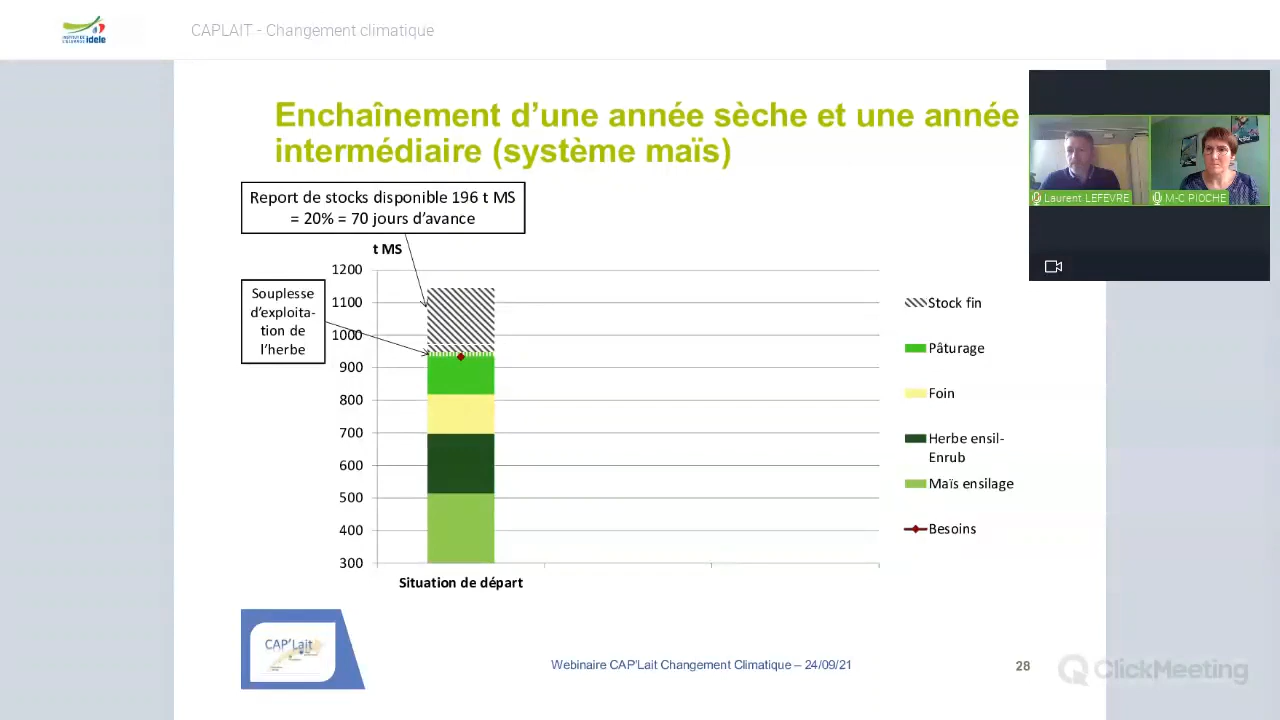 INSTITUT DE
L'ELEVAGE idele
CAPLAIT - Changement climatique
Enchaînement d'une année sèche et une année
intermédiaire (système maïs)
Report de stocks disponible 196 t MS
= 20% = 70 jours d'avance
t MS
Souplesse
d'exploita-
tion de
l'herbe
1200
1100
1000
900
800
700
600
500
400
300
Situation de départ
Stock fin
Pâturage
Foin
Herbe ensil-
Enrub
Maïs ensilage
Besoins
Laurent LEFEVRE
M-C PIOCHE
CAP'Lait
Webinaire CAP'Lait Changement Climatique – 24/09/21
28
ClickMeeting